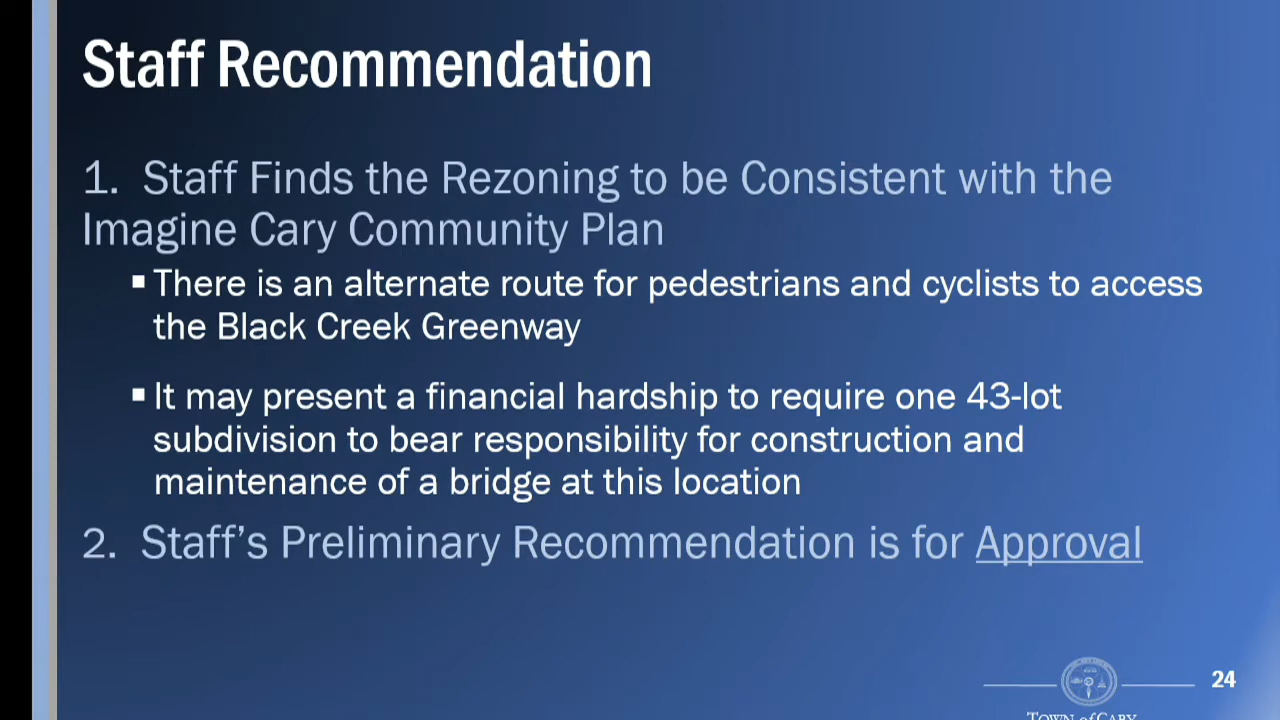 Staff Recommendation
1. Staff Finds the Rezoning to be Consistent with the
Imagine Cary Community Plan
▪ There is an alternate route for pedestrians and cyclists to access
the Black Creek Greenway
▪ It may present a financial hardship to require one 43-lot
subdivision to bear responsibility for construction and
maintenance of a bridge at this location
2. Staff’s Preliminary Recommendation is for Approval
24
TOWN of CARY